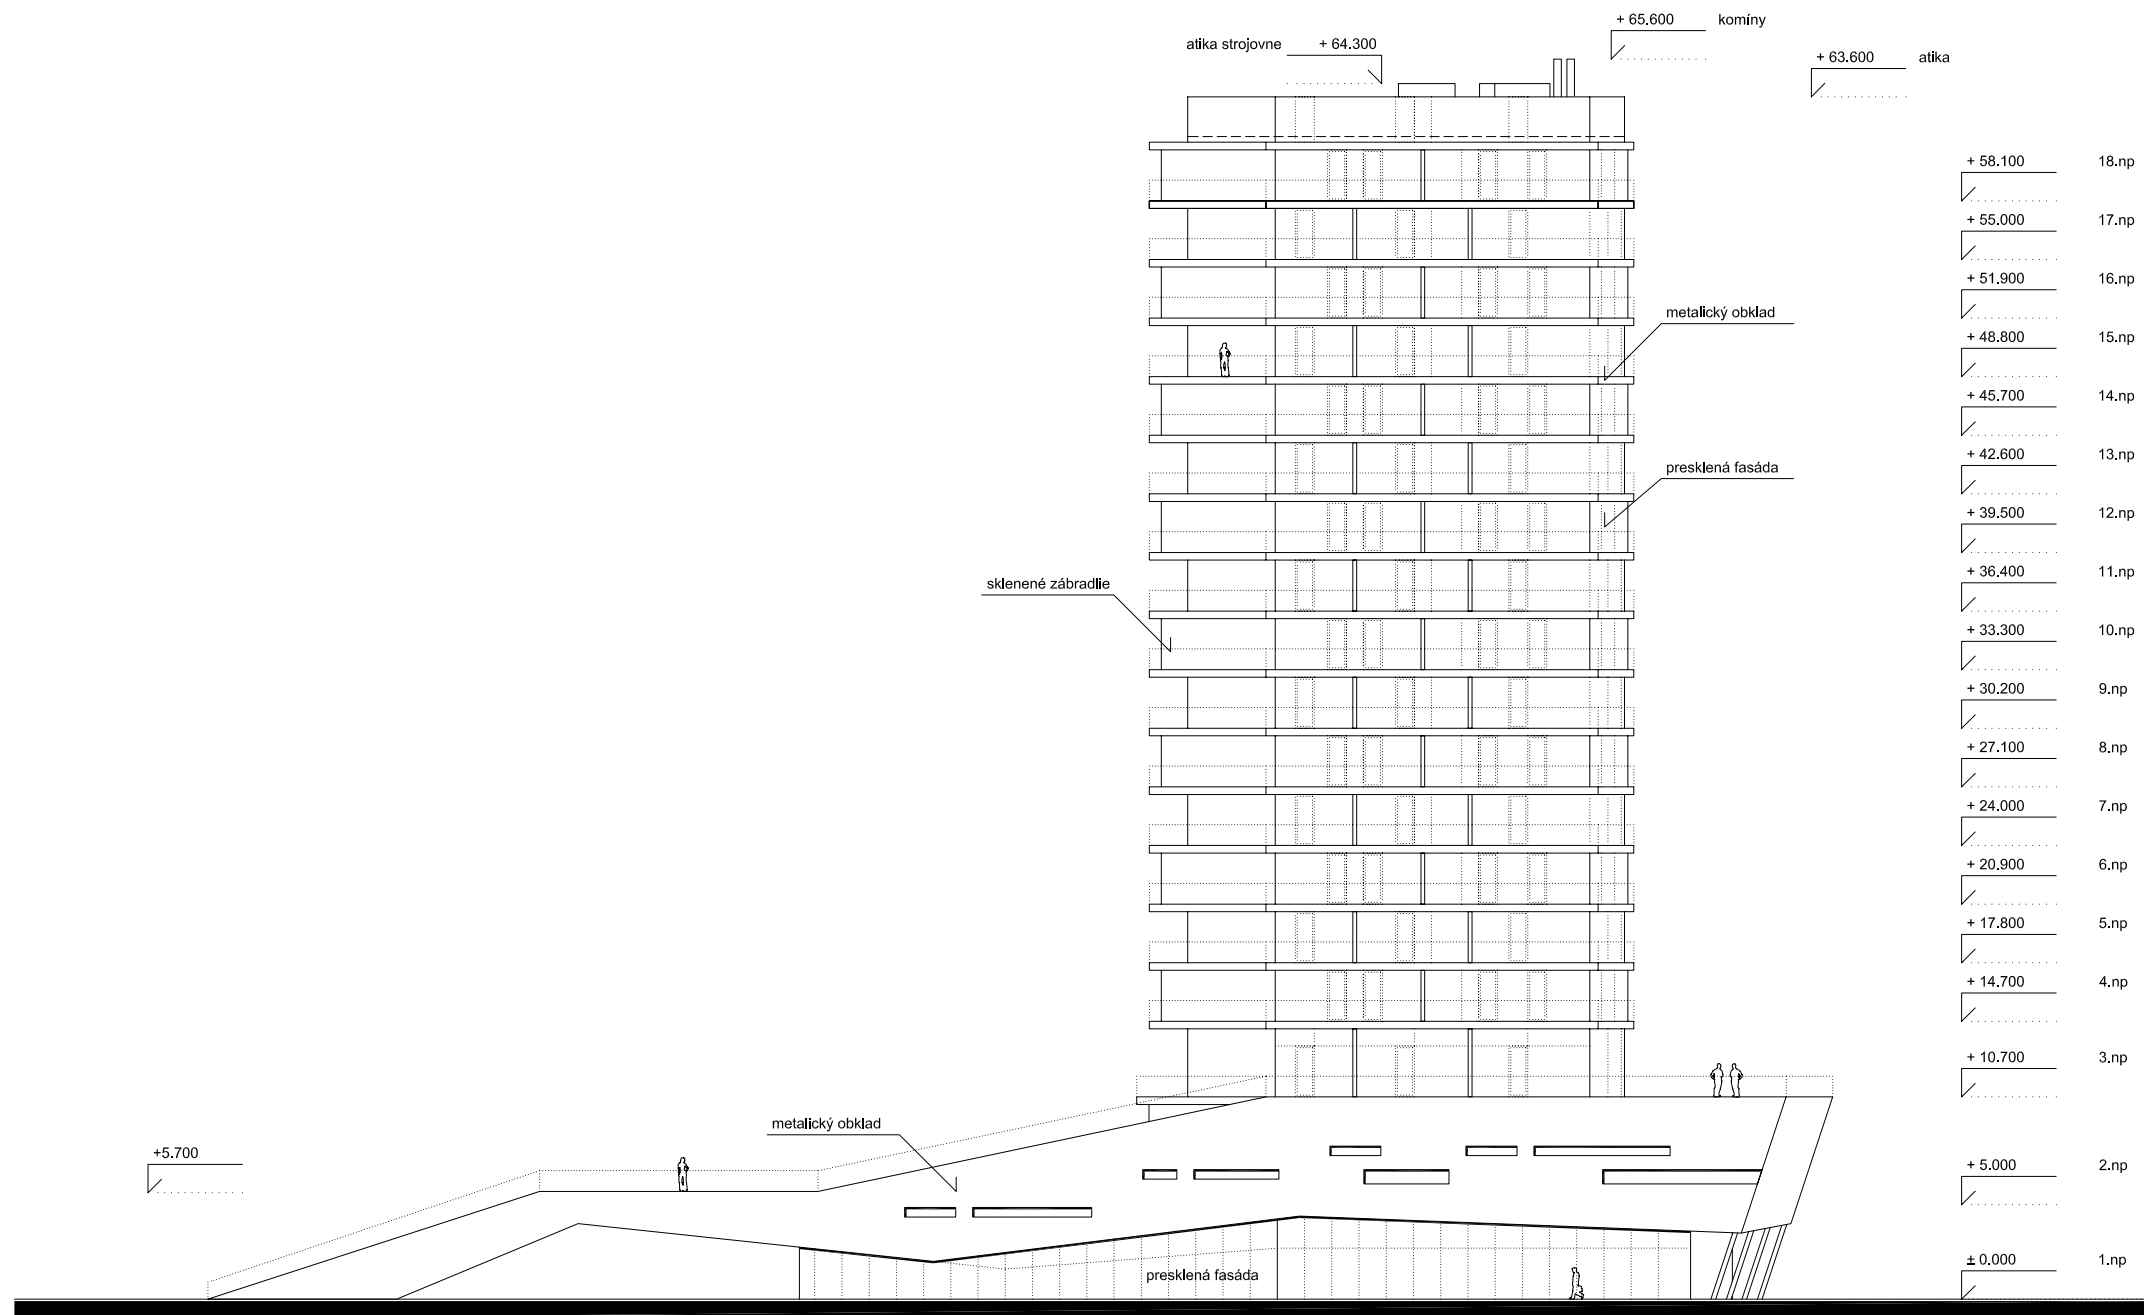 + 65.600 komíny
atika strojovne + 64.300
+ 63.600 atika
+ 58.100 18.np
+ 55.000 17.np
+ 51.900 16.np
metalický obklad
+ 48.800 15.np
+ 45.700 14.np
+ 42.600 13.np
presklená fasáda
+ 39.500 12.np
+ 36.400 11.np
sklenené zábradlie
+ 33.300 10.np
+ 30.200 9.np
+ 27.100 8.np
+ 24.000 7.np
+ 20.900 6.np
+ 17.800 5.np
+ 14.700 4.np
+ 10.700 3.np
metalický obklad
+5.700
+ 5.000 2.np
± 0.000 1.np
presklená fasáda